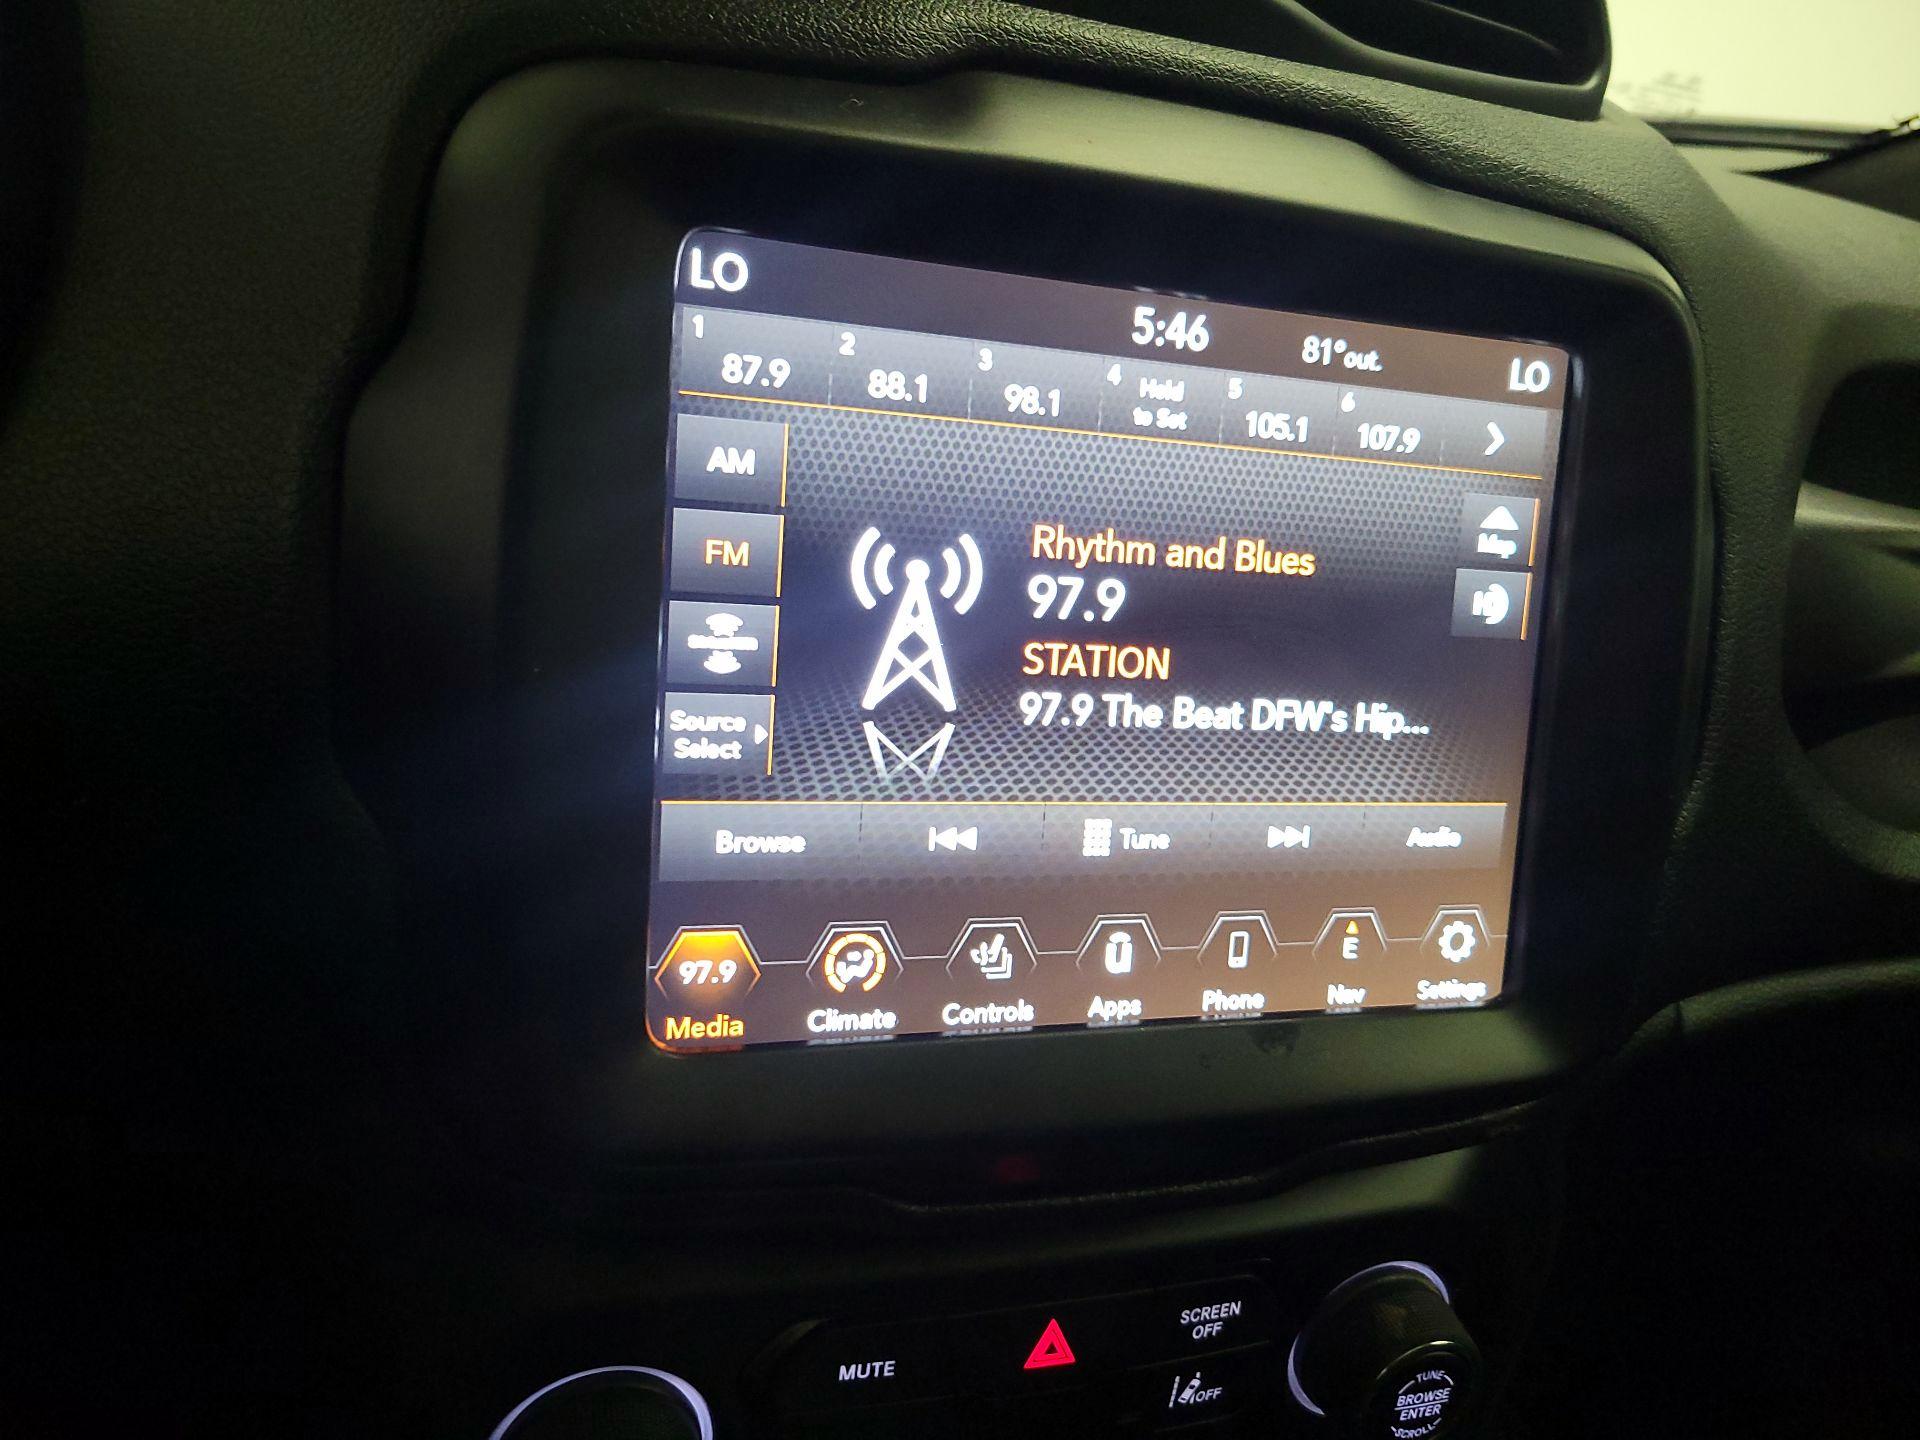 LO
5:46
81° out.
LO
1
87.9
2
88.1
3
98.1
4
Hold
to Set
5
105.1
6
107.9
AM
FM
Source
Select
Rhythm and Blues
97.9
STATION
97.9 The Beat DFW's Hip...
Map
Browse
Tune
Audio
97.9
Media
Climate
Controls
u
Apps
Phone
E
Nav
Settings
MUTE
SCREEN
OFF
OFF
TUNE
BROWSE
ENTER
SCROLL